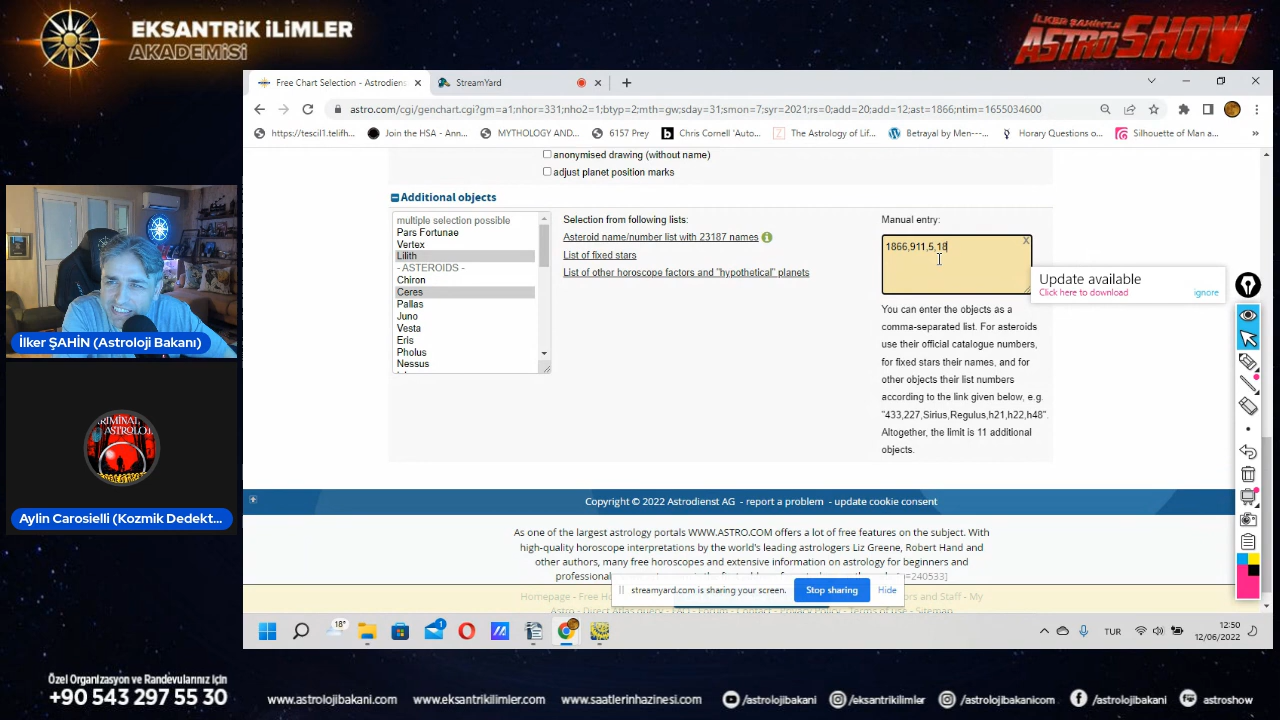 EKSANTRİK İLİMLER
AKADEMİSİ
İLKER ŞAHİN'LE
ASTROSHOW
Free Chart Selection - Astrodiens
StreamYard
astro.com/cgi/genchart.cgi?gm=a1;nhor=331;nho2=1;btyp=2;mth=gw;sday=31;smon=7;syr=2021;rs=0;add=20;add=12;ast=1866;ntim=1655034600
https://tescil1.telifh...
Join the HSA - Ann...
MYTHOLOGY AND...
6157 Prey
Chris Cornell 'Auto...
The Astrology of Lif...
Betrayal by Men---...
Horary Questions o...
Silhouette of Man a...
»
anonymised drawing (without name)
adjust planet position marks
Additional objects
multiple selection possible
Pars Fortunae
Vertex
Lilith
- ASTEROIDS -
Chiron
Ceres
Pallas
Juno
Vesta
Eris
Pholus
Nessus
Selection from following lists:
Asteroid name/number list with 23187 names
List of fixed stars
List of other horoscope factors and "hypothetical" planets
Manual entry:
1866,911,5,18
X
You can enter the objects as a
comma-separated list. For asteroids
use their official catalogue numbers,
for fixed stars their names, and for
other objects their list numbers
according to the link given below, e.g.
"433,227,Sirius,Regulus,h21,h22,h48".
Altogether, the limit is 11 additional
objects.
Update available
Click here to download
ignore
İlker ŞAHİN (Astroloji Bakanı)
KRİMİNAL
ASTROLOJ
Aylin Carosielli (Kozmik Dedekt...
Copyright © 2022 Astrodienst AG - report a problem - update cookie consent
As one of the largest astrology portals WWW.ASTRO.COM offers a lot of free features on the subject. With
high-quality horoscope interpretations by the world's leading astrologers Liz Greene, Robert Hand and
other authors, many free horoscopes and extensive information on astrology for beginners and
streamyard.com is sharing your screen.
Stop sharing
Hide
18°
1
TUR
12:50
12/06/2022
Özel Organizasyon ve Randevularınız için
+90 543 297 55 30
www.astrolojibakani.com
www.eksantrikilimler.com
www.saatlerinhazinesi.com
/astrolojibakani
/eksantrikilimler
/astrolojibakanicom
/astrolojibakani
/astroshow